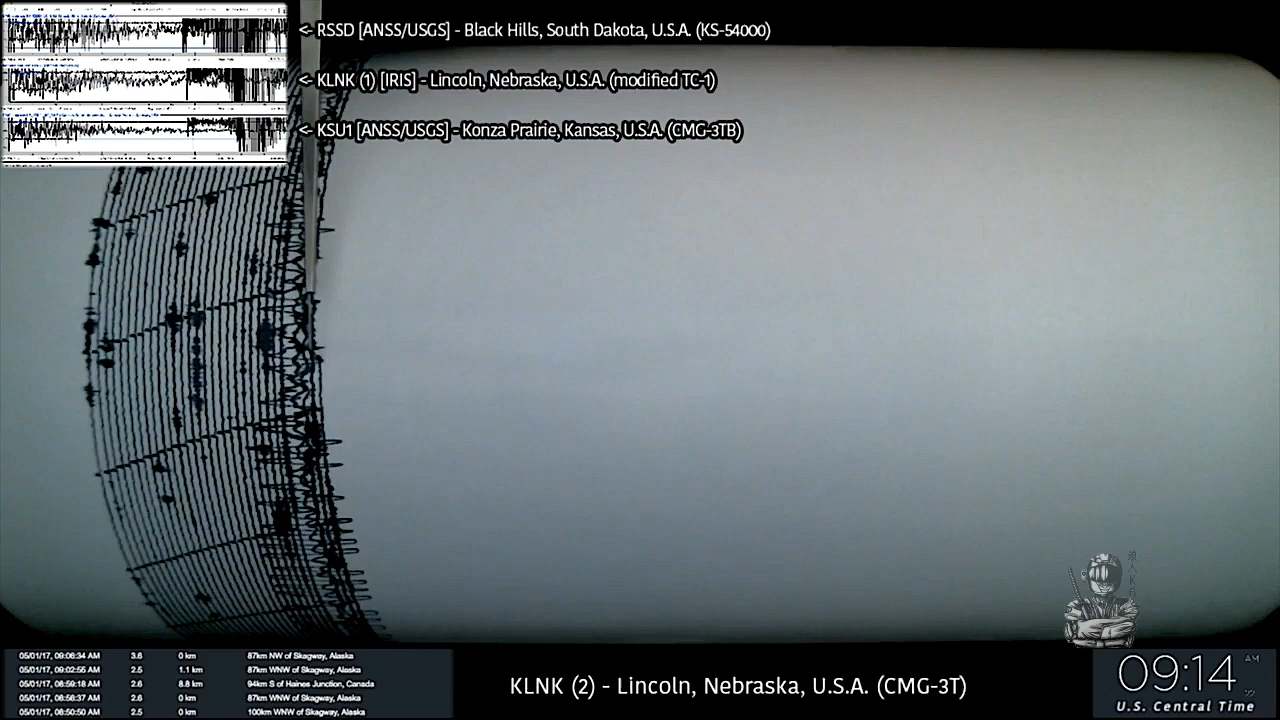 <- RSSD [ANSS/USGS] - Black Hills, South Dakota, U.S.A. (KS-54000)
<- KLNK (1) [IRIS] - Lincoln, Nebraska, U.S.A. (modified TC-1)
<- KSU1 [ANSS/USGS] - Konza Prairie, Kansas, U.S.A. (CMG-3TB)
05/01/17, 09:06:34 AM 3.6 0 km 87km NW of Skagway, Alaska
05/01/17, 09:02:55 AM 2.5 1.1 km 87km WNW of Skagway, Alaska
05/01/17, 08:59:18 AM 2.6 8.8 km 94km S of Haines Junction, Canada
05/01/17, 08:56:37 AM 2.6 0 km 87km WNW of Skagway, Alaska
05/01/17, 08:50:50 AM 2.5 0 km 100km WNW of Skagway, Alaska
KLNK (2) - Lincoln, Nebraska, U.S.A. (CMG-3T)
09:14 AM
U.S. Central Time